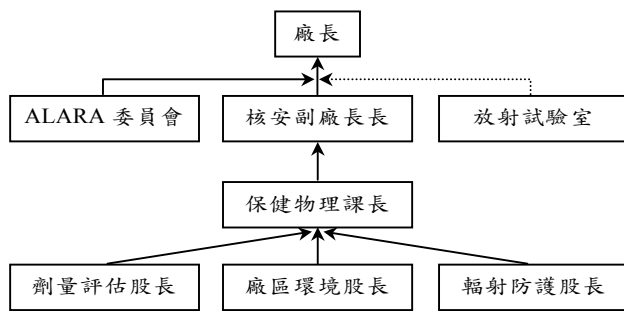 廠長
ALARA 委員會
核安副廠長長
放射試驗室
保健物理課長
劑量評估股長
廠區環境股長
輻射防護股長